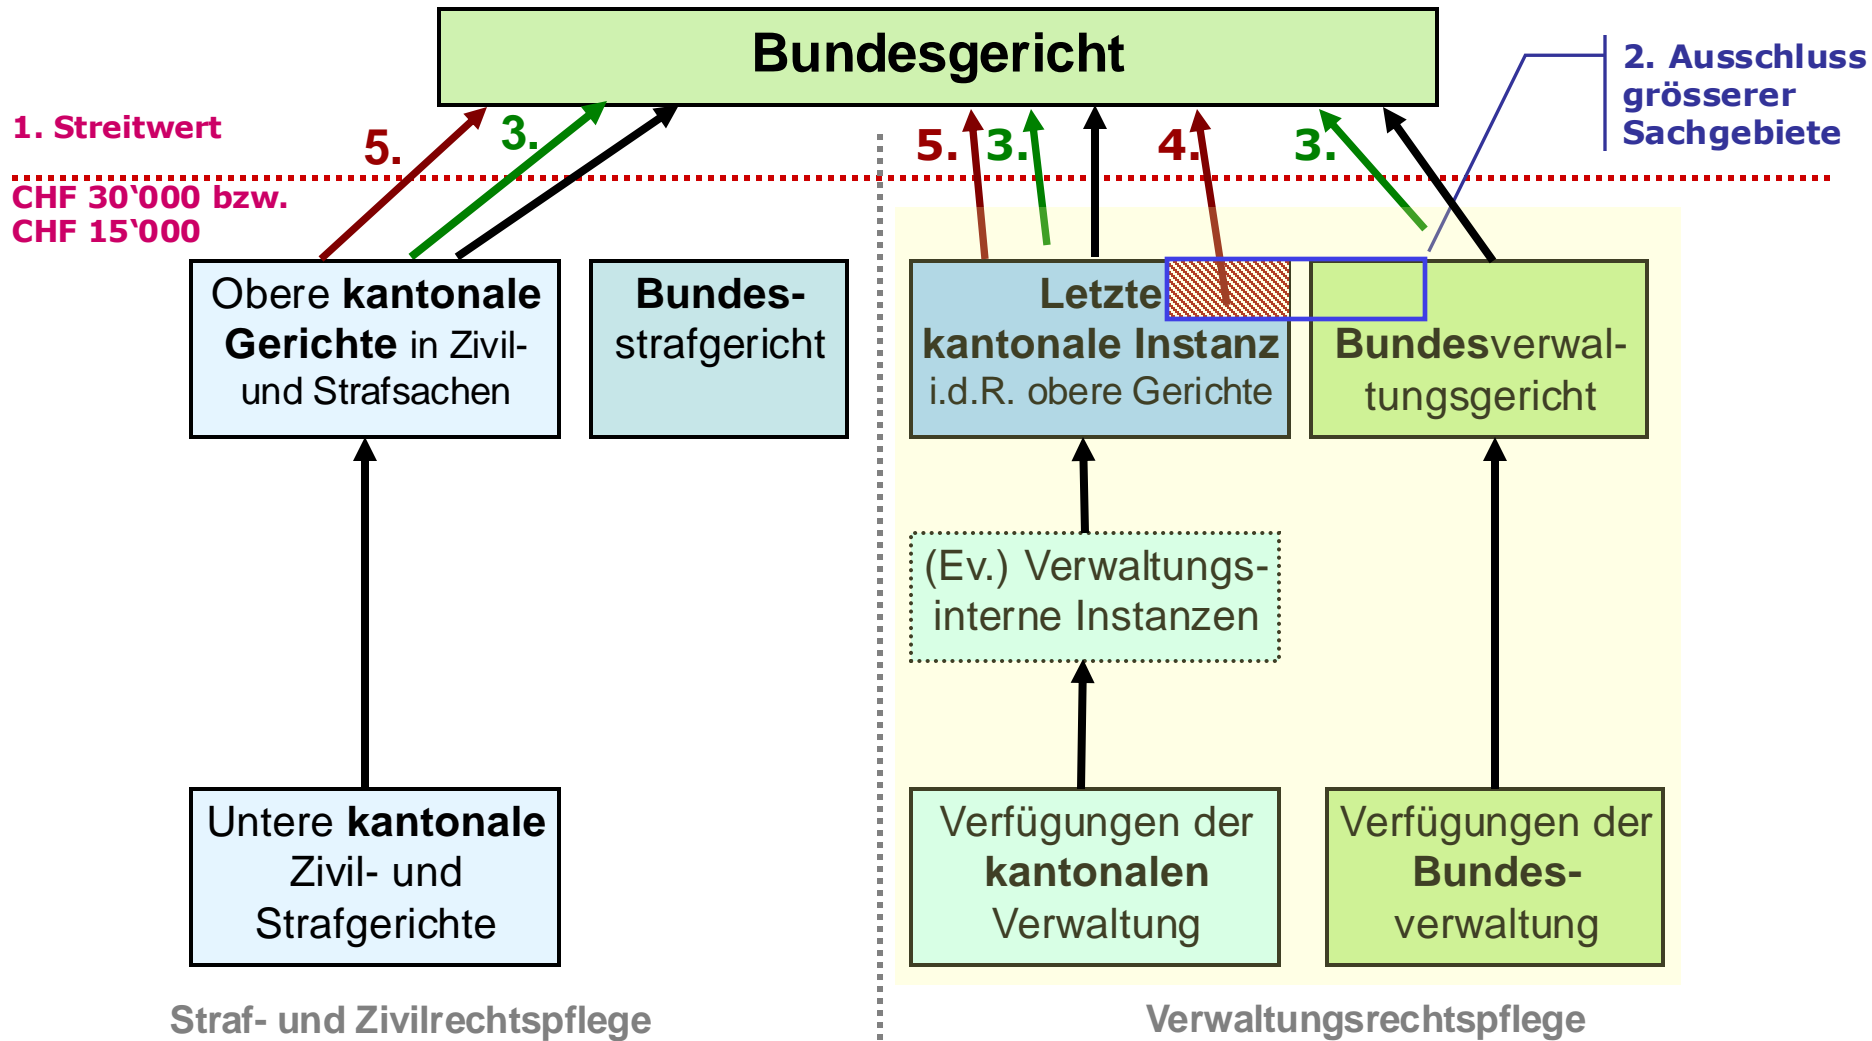 Bundesgericht
2. Ausschluss
grösserer
Sachgebiete
1. Streitwert
5.
3.
5.
3.
4.
3.
CHF 30‘000 bzw.
CHF 15‘000
Obere kantonale
Gerichte in Zivil-
und Strafsachen
Bundes-
strafgericht
Letzte
kantonale Instanz
i.d.R. obere Gerichte
Bundesverwal-
tungsgericht
(Ev.) Verwaltungs-
interne Instanzen
Untere kantonale
Zivil- und
Strafgerichte
Verfügungen der
kantonalen
Verwaltung
Verfügungen der
Bundes-
verwaltung
Straf- und Zivilrechtspflege
Verwaltungsrechtspflege